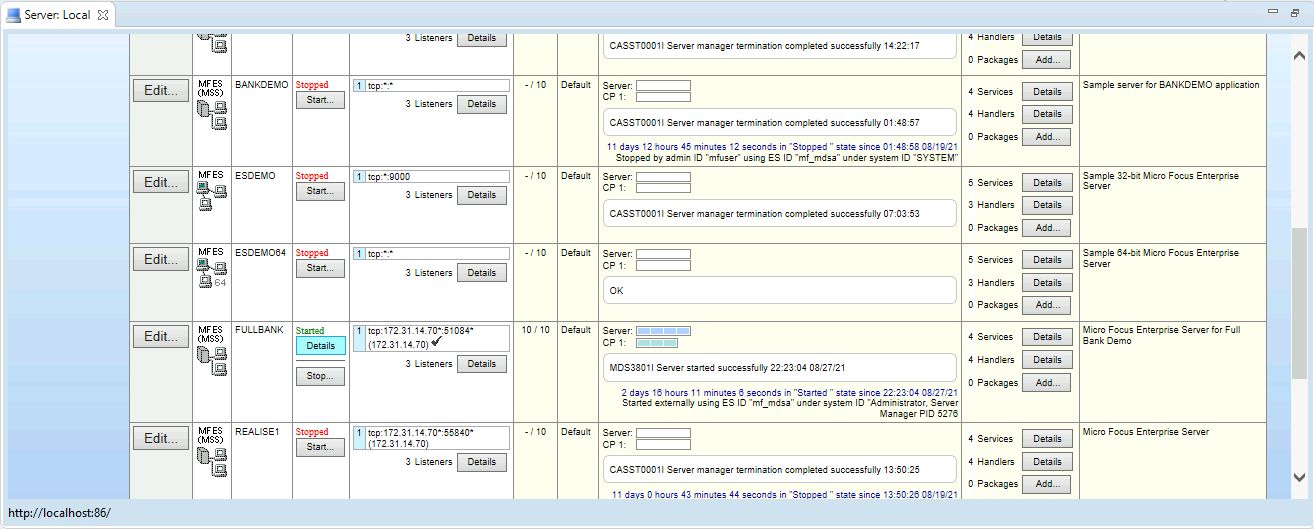 Server: Local
3 Listeners Details
CASST0001I Server manager termination completed successfully 14:22:17
4 Handlers Details
0 Packages Add...
Edit...
MFES
(MSS)
BANKDEMO
Stopped
Start...
1 tcp:*:*
3 Listeners Details
- / 10
Default
Server:
CP 1:
CASST0001I Server manager termination completed successfully 01:48:57
11 days 12 hours 45 minutes 12 seconds in "Stopped " state since 01:48:58 08/19/21
Stopped by admin ID "mfuser" using ES ID "mf_mdsa" under system ID "SYSTEM"
4 Services Details
4 Handlers Details
0 Packages Add...
Sample server for BANKDEMO application
Edit...
MFES
ESDEMO
Stopped
Start...
1 tcp:*:9000
3 Listeners Details
- / 10
Default
Server:
CP 1:
CASST0001I Server manager termination completed successfully 07:03:53
5 Services Details
3 Handlers Details
0 Packages Add...
Sample 32-bit Micro Focus Enterprise
Server
Edit...
MFES
64
ESDEMO64
Stopped
Start...
1 tcp:*:*
3 Listeners Details
- / 10
Default
Server:
CP 1:
OK
5 Services Details
3 Handlers Details
0 Packages Add...
Sample 64-bit Micro Focus Enterprise
Server
Edit...
MFES
(MSS)
FULLBANK
Started
Details
Stop...
1 tcp:172.31.14.70*:51084*
(172.31.14.70)
3 Listeners Details
10 / 10
Default
Server:
CP 1:
MDS3801I Server started successfully 22:23:04 08/27/21
2 days 16 hours 11 minutes 6 seconds in "Started " state since 22:23:04 08/27/21
Started externally using ES ID "mf_mdsa" under system ID "Administrator, Server
Manager PID 5276
4 Services Details
4 Handlers Details
0 Packages Add...
Micro Focus Enterprise Server for Full
Bank Demo
Edit...
MFES
(MSS)
REALISE1
Stopped
Start...
1 tcp:172.31.14.70*:55840*
(172.31.14.70)
3 Listeners Details
- / 10
Default
Server:
CP 1:
CASST0001I Server manager termination completed successfully 13:50:25
11 days 0 hours 43 minutes 44 seconds in "Stopped " state since 13:50:26 08/19/21
4 Services Details
4 Handlers Details
0 Packages Add...
Micro Focus Enterprise Server
http://localhost:86/